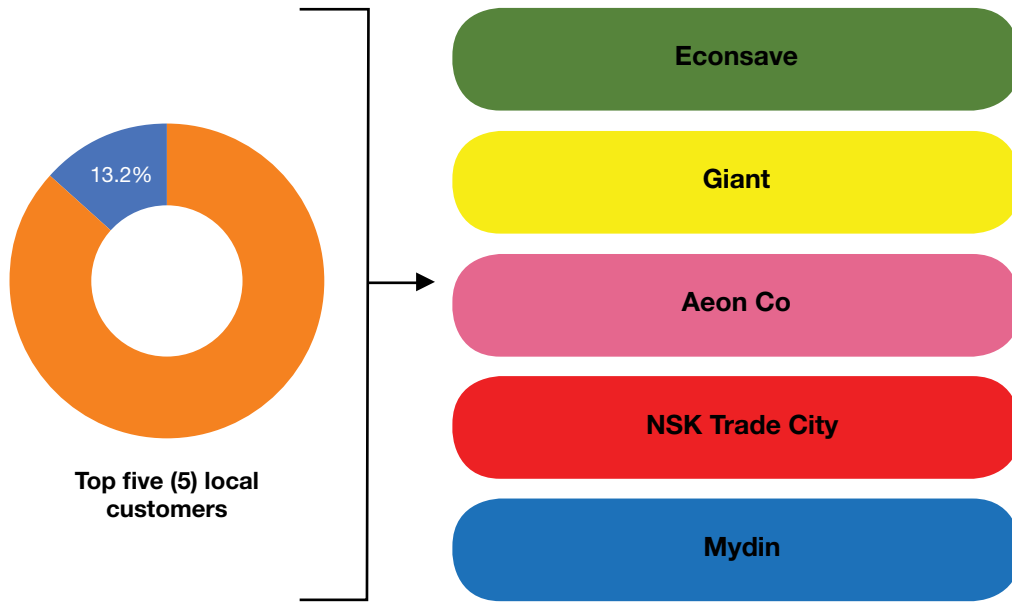 13.2%
Top five (5) local
customers
Econsave
Giant
Aeon Co
NSK Trade City
Mydin